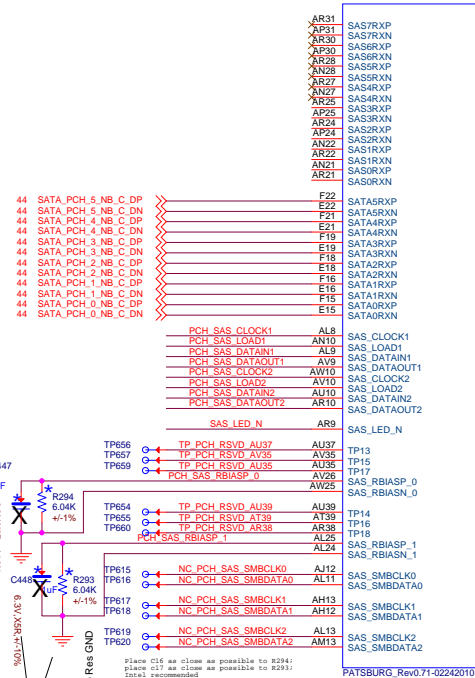 AR31 SAS7RXP
AP31 SAS7RXN
AR30 SAS6RXP
AP30 SAS6RXN
AR28 SAS5RXP
AN28 SAS5RXN
AR27 SAS4RXP
AN27 SAS4RXN
AR25 SAS3RXP
AP25 SAS3RXN
AR24 SAS2RXP
AP24 SAS2RXN
AN22 SAS1RXP
AR22 SAS1RXN
AN21 SAS0RXP
AR21 SAS0RXN
44 SATA_PCH_5_NB_C_DP F22 SATA5RXP
44 SATA_PCH_5_NB_C_DN E22 SATA5RXN
44 SATA_PCH_4_NB_C_DP F21 SATA4RXP
44 SATA_PCH_4_NB_C_DN E21 SATA4RXN
44 SATA_PCH_3_NB_C_DP F19 SATA3RXP
44 SATA_PCH_3_NB_C_DN E19 SATA3RXN
44 SATA_PCH_2_NB_C_DP F18 SATA2RXP
44 SATA_PCH_2_NB_C_DN E18 SATA2RXN
44 SATA_PCH_1_NB_C_DP F16 SATA1RXP
44 SATA_PCH_1_NB_C_DN E16 SATA1RXN
44 SATA_PCH_0_NB_C_DP F15 SATA0RXP
44 SATA_PCH_0_NB_C_DN E15 SATA0RXN
PCH_SAS_CLOCK1 AL8 SAS_CLOCK1
PCH_SAS_LOAD1 AN10 SAS_LOAD1
PCH_SAS_DATAIN1 AL9 SAS_DATAIN1
PCH_SAS_DATAOUT1 AV9 SAS_DATAOUT1
PCH_SAS_CLOCK2 AW10 SAS_CLOCK2
PCH_SAS_LOAD2 AV10 SAS_LOAD2
PCH_SAS_DATAIN2 AU10 SAS_DATAIN2
PCH_SAS_DATAOUT2 AR10 SAS_DATAOUT2
SAS_LED_N AR9 SAS_LED_N
TP656 TP_PCH_RSVD_AU37 AU37 TP13
TP657 TP_PCH_RSVD_AV35 AV35 TP15
TP659 TP_PCH_RSVD_AU35 AU35 TP17
PCH_SAS_RBIASP_0 AV26 SAS_RBIASP_0
AW25 SAS_RBIASN_0
447
F
R294
6.04K
+/-1%
TP654 TP_PCH_RSVD_AU39 AU39 TP14
TP655 TP_PCH_RSVD_AT39 AT39 TP16
TP660 TP_PCH_RSVD_AR38 AR38 TP18
PCH_SAS_RBIASP_1 AL25 SAS_RBIASP_1
AL24 SAS_RBIASN_1
C448
uF
R293
6.04K
+/-1%
6.3V,X5R,+/-10%
TP615 NC_PCH_SAS_SMBCLK0 AJ12 SAS_SMBCLK0
TP616 NC_PCH_SAS_SMBDATA0 AL11 SAS_SMBDATA0
TP617 NC_PCH_SAS_SMBCLK1 AH13 SAS_SMBCLK1
TP618 NC_PCH_SAS_SMBDATA1 AH12 SAS_SMBDATA1
TP619 NC_PCH_SAS_SMBCLK2 AL13 SAS_SMBCLK2
TP620 NC_PCH_SAS_SMBDATA2 AM13 SAS_SMBDATA2
Res GND
Place C16 as close as possible to R294;
place c17 as close as possible to R293;
Intel recommended
PATSBURG_Rev0.71-02242010